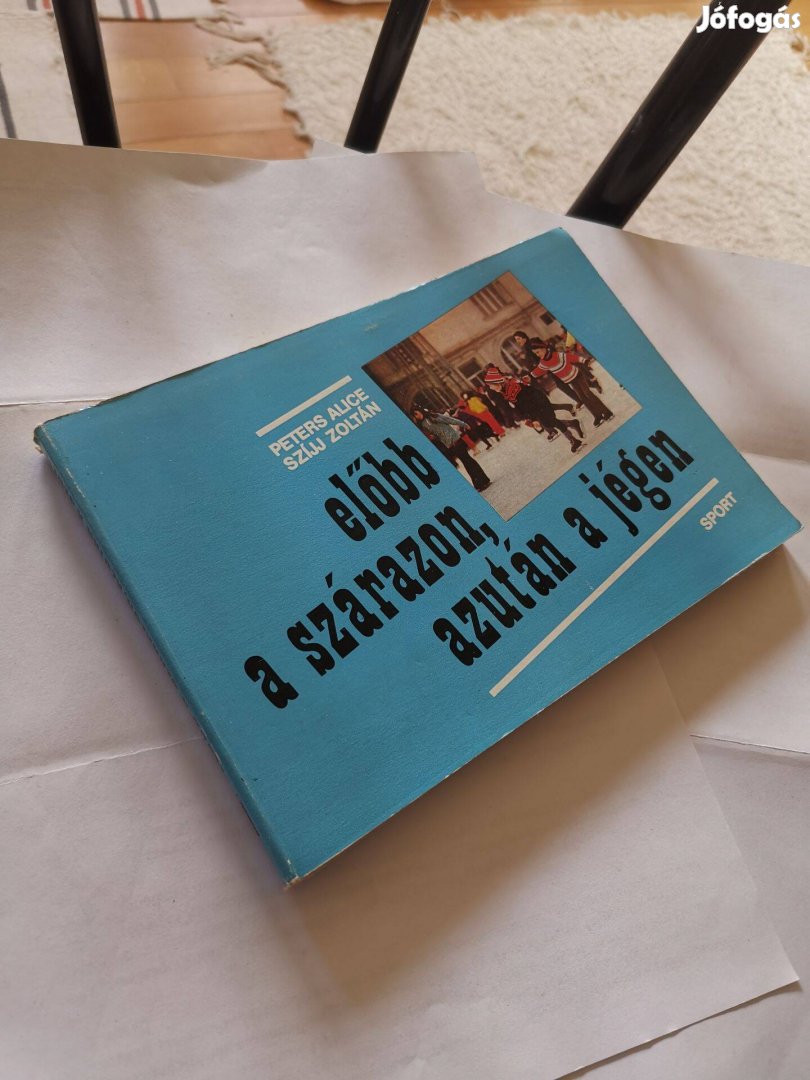 Jófogás
PETERS ALICE
SZIJJ ZOLTÁN
előbb
a szárazon,
azután a jégen
SPORT